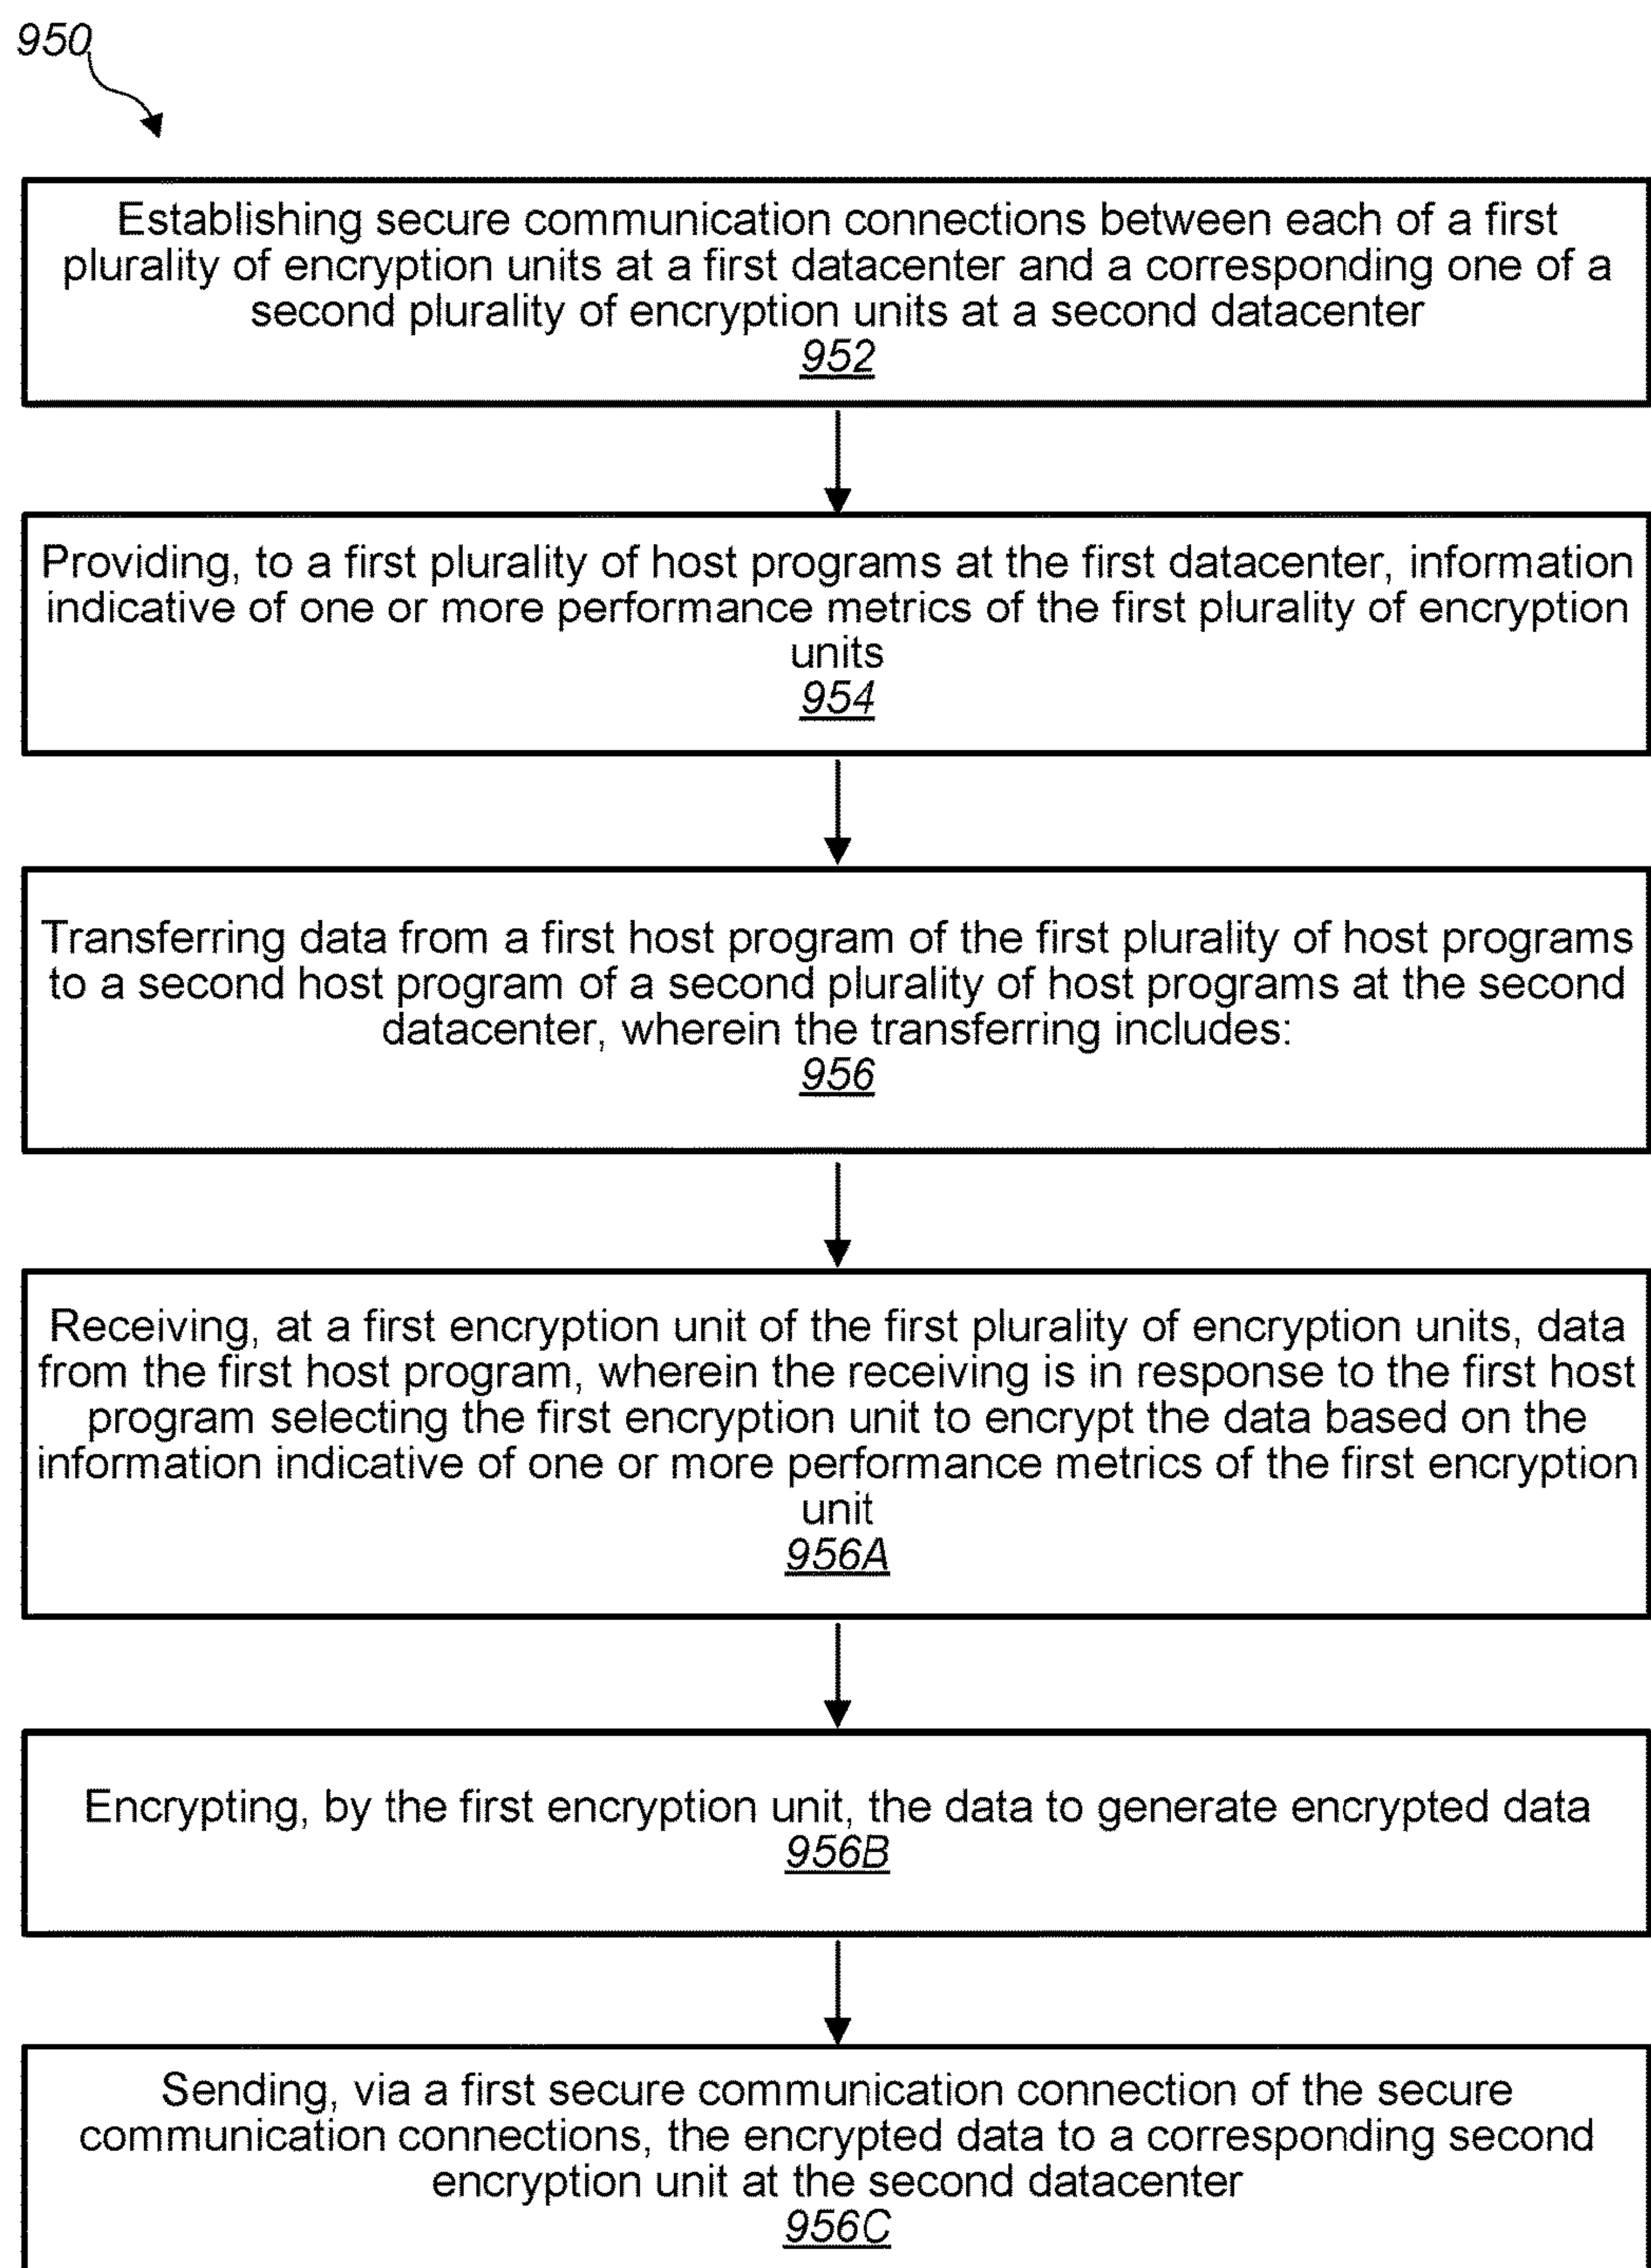 950
Establishing secure communication connections between each of a first
plurality of encryption units at a first datacenter and a corresponding one of a
second plurality of encryption units at a second datacenter
952
Providing, to a first plurality of host programs at the first datacenter, information
indicative of one or more performance metrics of the first plurality of encryption
units
954
Transferring data from a first host program of the first plurality of host programs
to a second host program of a second plurality of host programs at the second
datacenter, wherein the transferring includes:
956
Receiving, at a first encryption unit of the first plurality of encryption units, data
from the first host program, wherein the receiving is in response to the first host
program selecting the first encryption unit to encrypt the data based on the
information indicative of one or more performance metrics of the first encryption
unit
956A
Encrypting, by the first encryption unit, the data to generate encrypted data
956B
Sending, via a first secure communication connection of the secure
communication connections, the encrypted data to a corresponding second
encryption unit at the second datacenter
956C